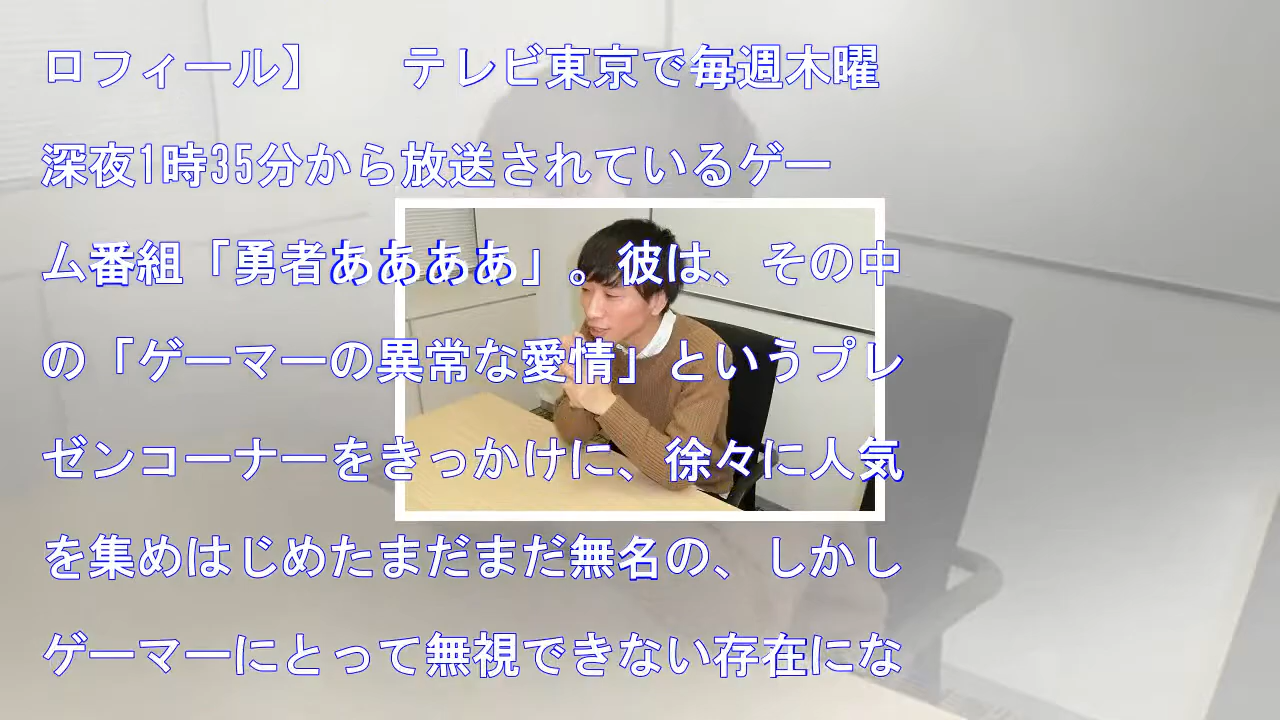 ロフィール】　　テレビ東京で毎週木曜
深夜1時35分から放送されているゲー
ム番組「勇者ああああ」。彼は、その中
の「ゲーマーの異常な愛情」というプレ
ゼンコーナーをきっかけに、徐々に人気
を集めはじめたまだまだ無名の、しかし
ゲーマーにとって無視できない存在にな